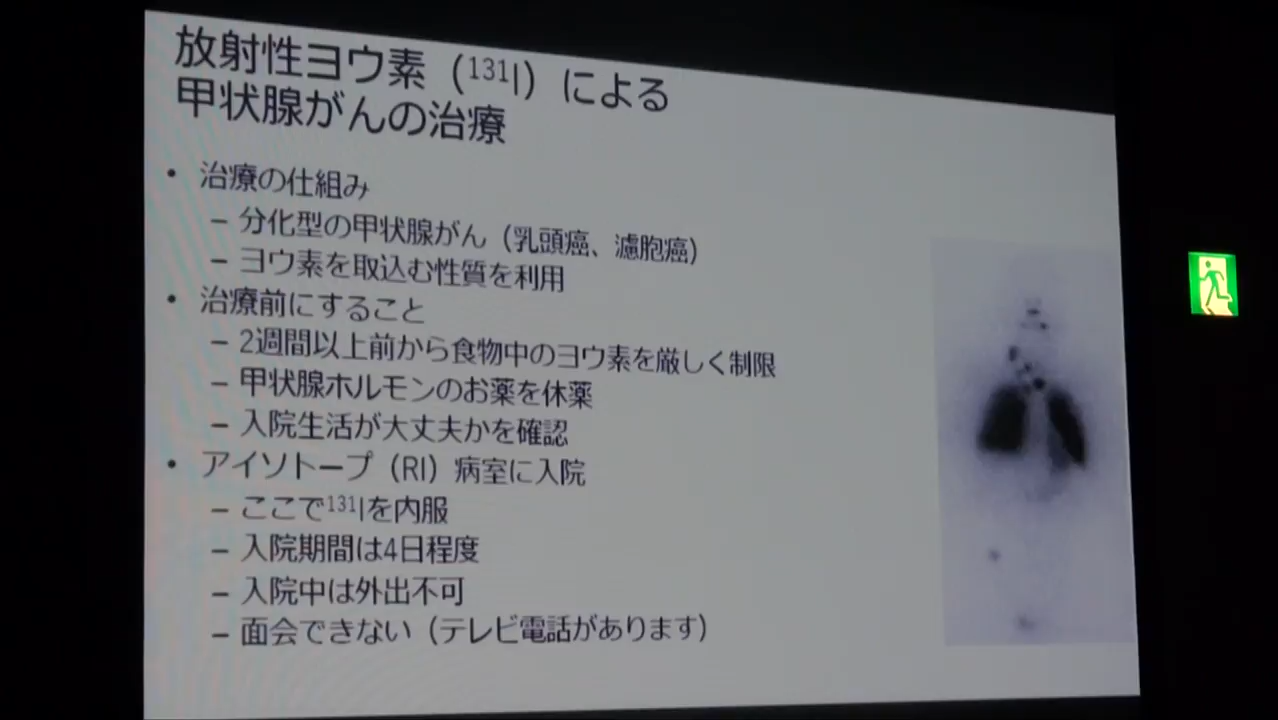 放射性ヨウ素（¹³¹I）による
甲状腺がんの治療
• 治療の仕組み
– 分化型の甲状腺がん（乳頭癌、濾胞癌）
– ヨウ素を取込む性質を利用
• 治療前にすること
– 2週間以上前から食物中のヨウ素を厳しく制限
– 甲状腺ホルモンのお薬を休薬
– 入院生活が大丈夫かを確認
• アイソトープ（RI）病室に入院
– ここで¹³¹Iを内服
– 入院期間は4日程度
– 入院中は外出不可
– 面会できない（テレビ電話があります）